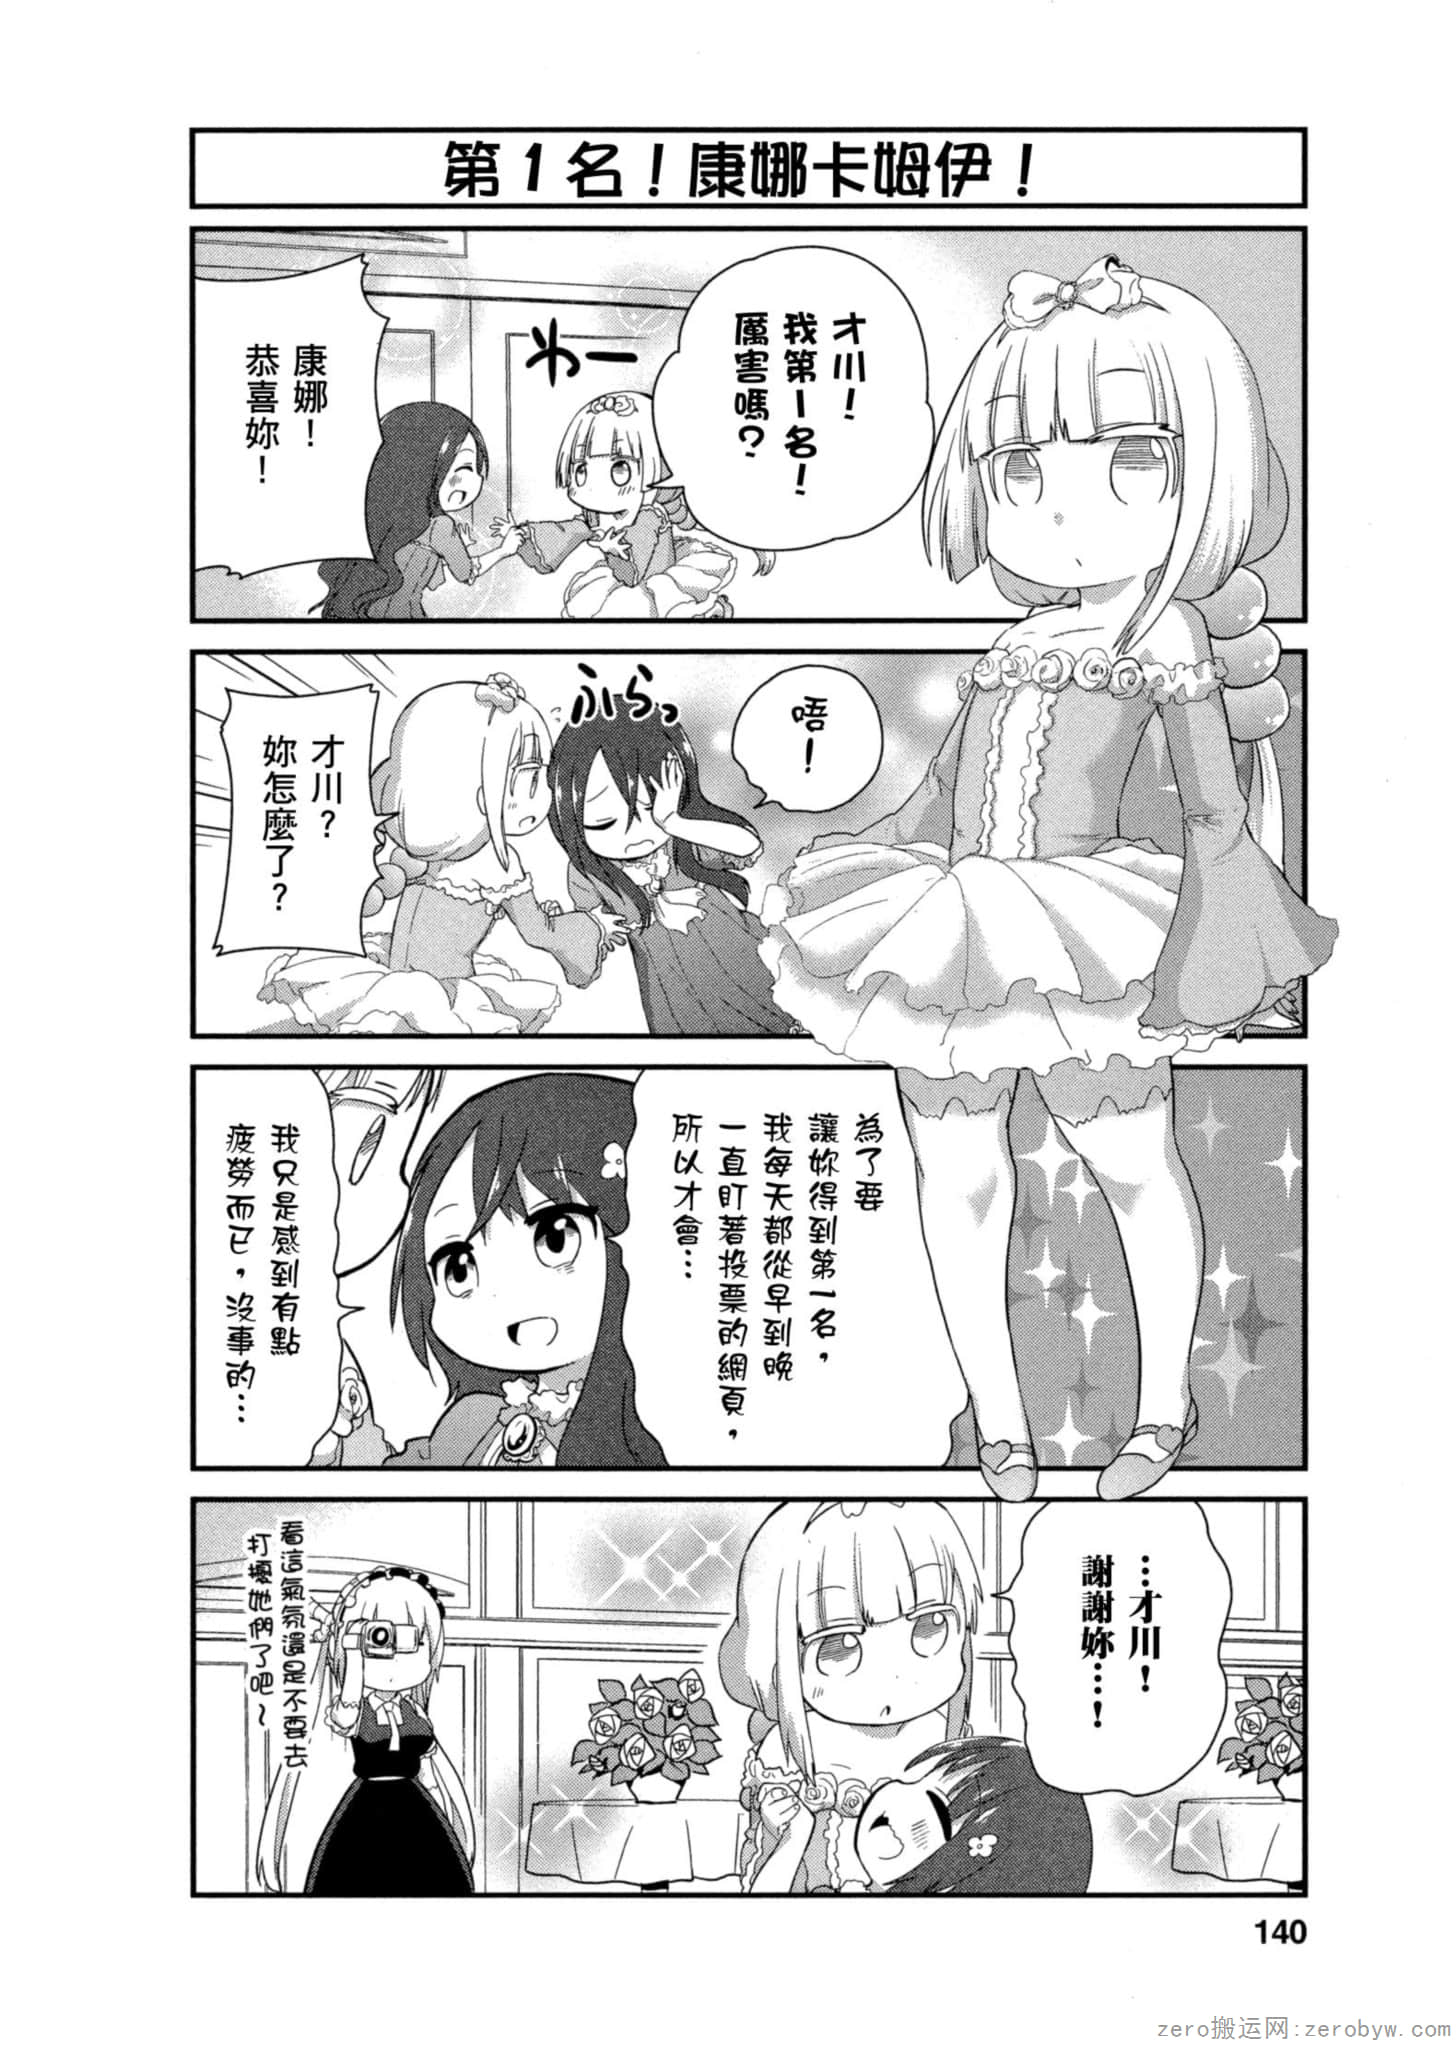 第1名！康娜卡姆伊！
才川！
我第1名！
厲害嗎？
わー
康娜！
恭喜妳！
唔！
ふらっ
才川？
妳怎麼了？
為了要
讓妳得到第一名，
我每天都從早到晚
一直盯著投票的網頁，
所以才會…
我只是感到有點
疲勞而已，沒事的…
…才川！
謝謝妳…！
看這氣氛還是不要去
打擾她們了吧～
140
zero搬运网:zerobyw.com